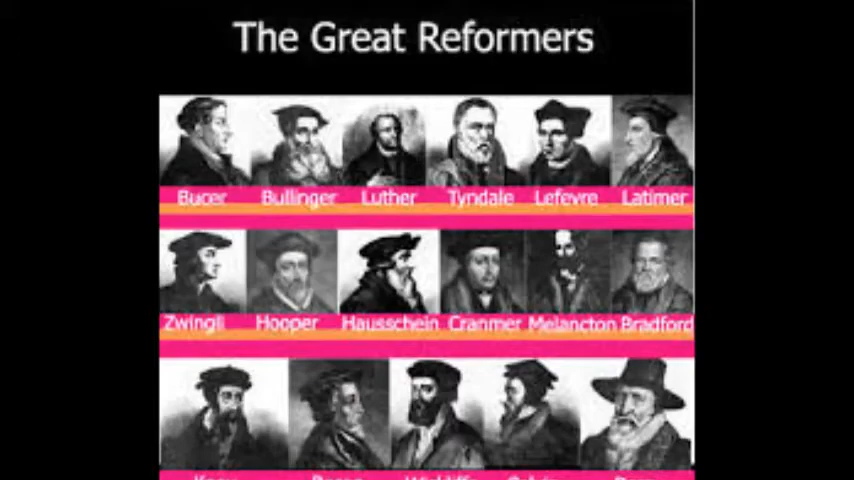 The Great Reformers
Bucer Bullinger Luther Tyndale Lefevre Latimer
Zwingli Hooper Hausschein Cranmer Melancton Bradford